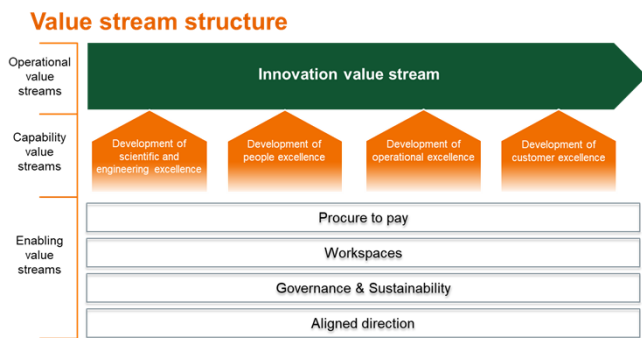 Value stream structure
Operational
value
streams
Innovation value stream
Capability
value
streams
Development of
scientific and
engineering excellence
Development of
people excellence
Development of
operational excellence
Development of
customer excellence
Enabling
value
streams
Procure to pay
Workspaces
Governance & Sustainability
Aligned direction